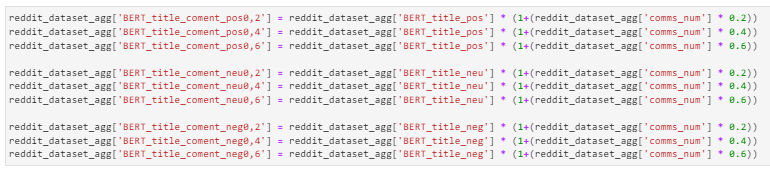 reddit_dataset_agg['BERT_title_coment_pos0,2'] = reddit_dataset_agg['BERT_title_pos'] * (1+(reddit_dataset_agg['comms_num'] * 0.2))
reddit_dataset_agg['BERT_title_coment_pos0,4'] = reddit_dataset_agg['BERT_title_pos'] * (1+(reddit_dataset_agg['comms_num'] * 0.4))
reddit_dataset_agg['BERT_title_coment_pos0,6'] = reddit_dataset_agg['BERT_title_pos'] * (1+(reddit_dataset_agg['comms_num'] * 0.6))
reddit_dataset_agg['BERT_title_coment_neu0,2'] = reddit_dataset_agg['BERT_title_neu'] * (1+(reddit_dataset_agg['comms_num'] * 0.2))
reddit_dataset_agg['BERT_title_coment_neu0,4'] = reddit_dataset_agg['BERT_title_neu'] * (1+(reddit_dataset_agg['comms_num'] * 0.4))
reddit_dataset_agg['BERT_title_coment_neu0,6'] = reddit_dataset_agg['BERT_title_neu'] * (1+(reddit_dataset_agg['comms_num'] * 0.6))
reddit_dataset_agg['BERT_title_coment_neg0,2'] = reddit_dataset_agg['BERT_title_neg'] * (1+(reddit_dataset_agg['comms_num'] * 0.2))
reddit_dataset_agg['BERT_title_coment_neg0,4'] = reddit_dataset_agg['BERT_title_neg'] * (1+(reddit_dataset_agg['comms_num'] * 0.4))
reddit_dataset_agg['BERT_title_coment_neg0,6'] = reddit_dataset_agg['BERT_title_neg'] * (1+(reddit_dataset_agg['comms_num'] * 0.6))